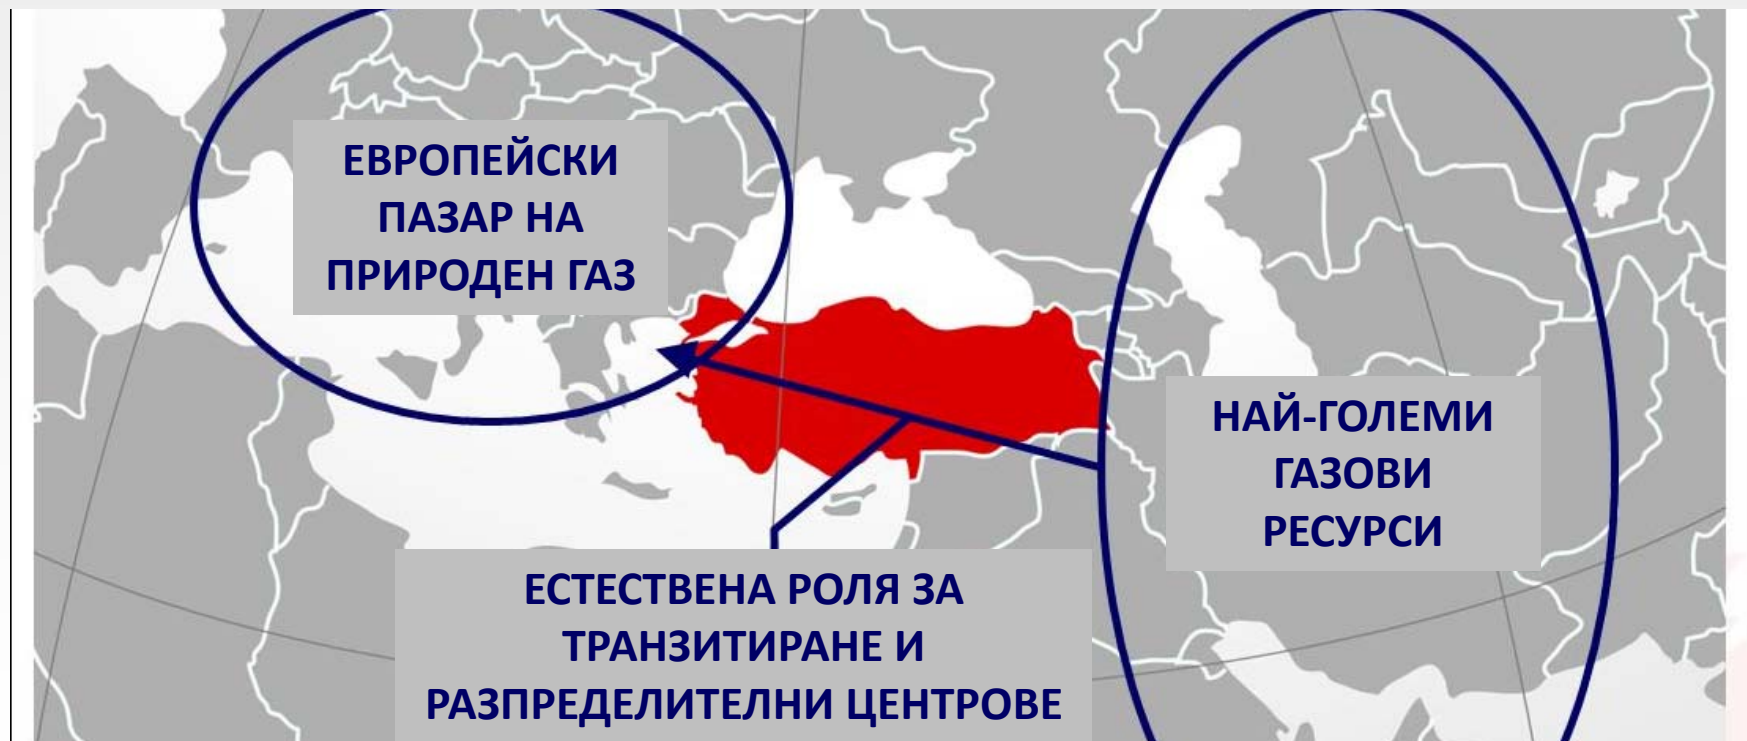 ЕВРОПЕЙСКИ
ПАЗАР НА
ПРИРОДЕН ГАЗ
НАЙ-ГОЛЕМИ
ГАЗОВИ
РЕСУРСИ
ЕСТЕСТВЕНА РОЛЯ ЗА
ТРАНЗИТИРАНЕ И
РАЗПРЕДЕЛИТЕЛНИ ЦЕНТРОВЕ